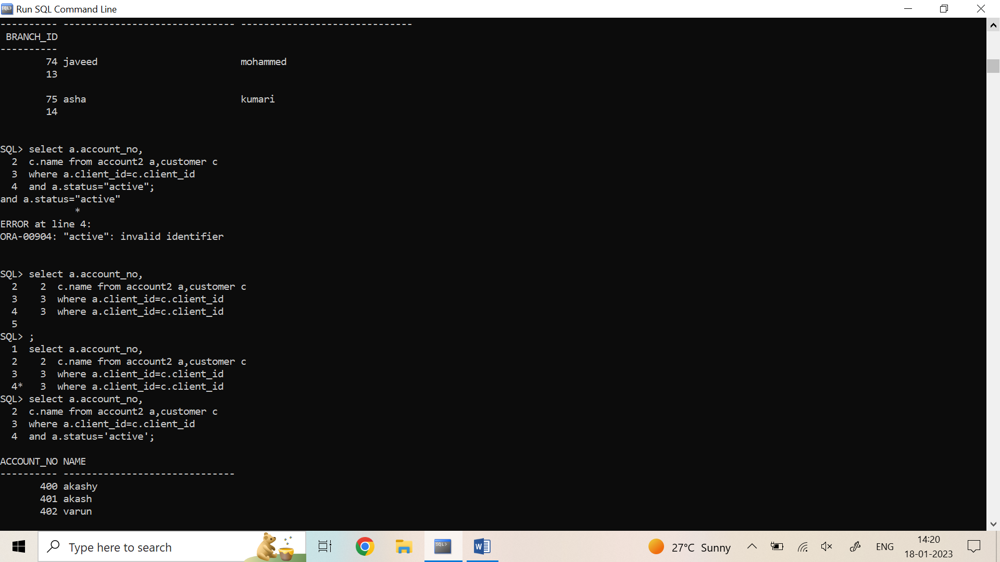 Run SQL Command Line
---------- ------------------------------ ------------------------------
 BRANCH_ID
----------
        74 javeed                         mohammed
        13

        75 asha                           kumari
        14


SQL> select a.account_no,
  2  c.name from account2 a,customer c
  3  where a.client_id=c.client_id
  4  and a.status="active";
and a.status="active"
             *
ERROR at line 4:
ORA-00904: "active": invalid identifier


SQL> select a.account_no,
  2    2  c.name from account2 a,customer c
  3    3  where a.client_id=c.client_id
  4    3  where a.client_id=c.client_id
  5
SQL> ;
  1  select a.account_no,
  2    2  c.name from account2 a,customer c
  3    3  where a.client_id=c.client_id
  4*   3  where a.client_id=c.client_id
SQL> select a.account_no,
  2  c.name from account2 a,customer c
  3  where a.client_id=c.client_id
  4  and a.status='active';

ACCOUNT_NO NAME
---------- ------------------------------
       400 akashy
       401 akash
       402 varun
Type here to search
SQL>
W
27°C Sunny
ENG
14:20
18-01-2023